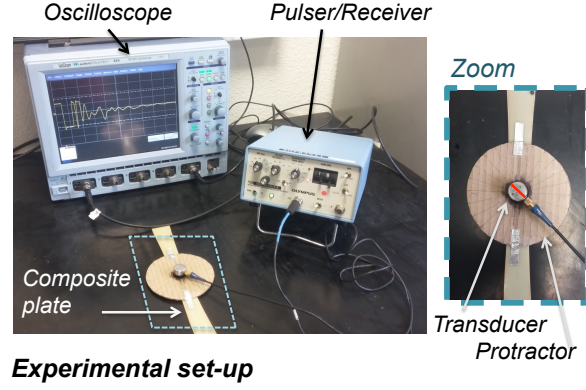 Oscilloscope
Pulser/Receiver
Zoom
OLYMPUS
Composite
plate
Transducer
Protractor
Experimental set-up